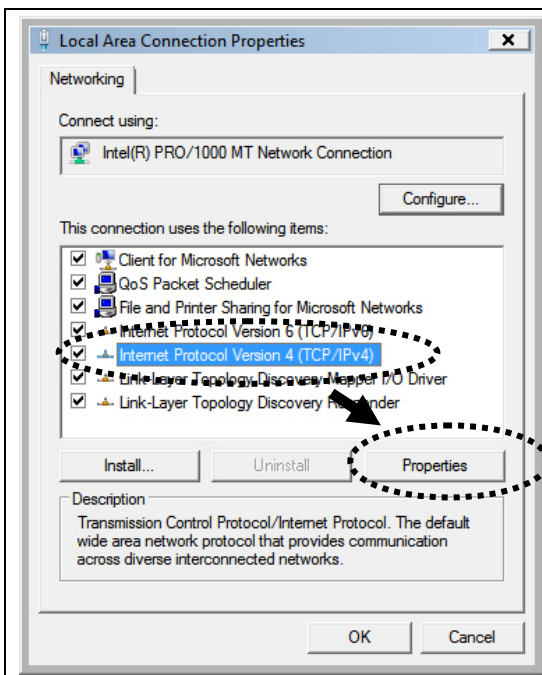 Local Area Connection Properties
Networking
Connect using:
Intel(R) PRO/1000 MT Network Connection
Configure...
This connection uses the following items:
Client for Microsoft Networks
QoS Packet Scheduler
File and Printer Sharing for Microsoft Networks
Internet Protocol Version 6 (TCP/IPv6)
Internet Protocol Version 4 (TCP/IPv4)
Link-Layer Topology Discovery Mapper I/O Driver
Link-Layer Topology Discovery Responder
Install...
Uninstall
Properties
Description
Transmission Control Protocol/Internet Protocol. The default
wide area network protocol that provides communication
across diverse interconnected networks.
OK
Cancel